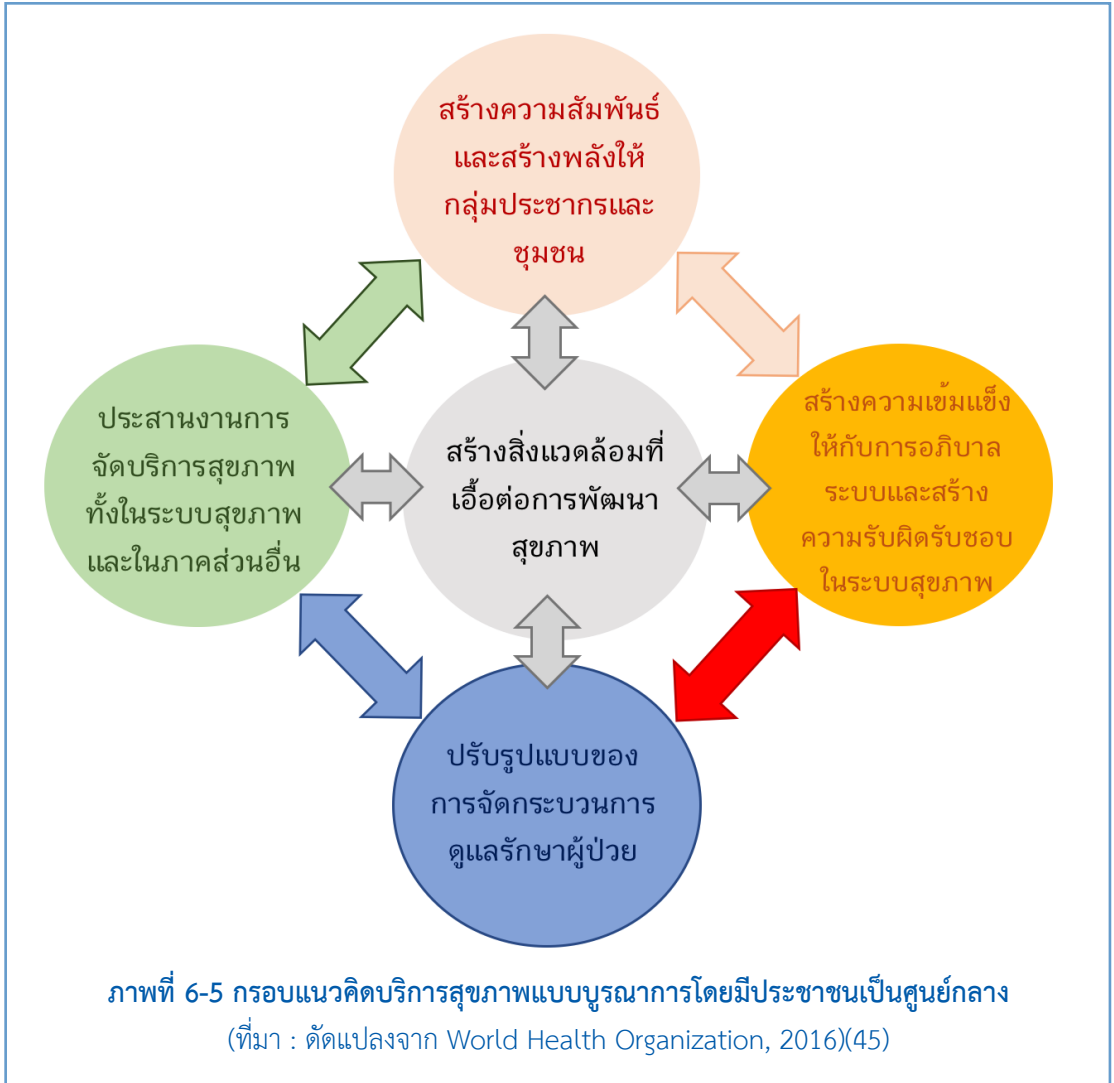 สร้างความสัมพันธ์
และสร้างพลังให้
กลุ่มประชากรและ
ชุมชน
ประสานงานการ
จัดบริการสุขภาพ
ทั้งในระบบสุขภาพ
และในภาคส่วนอื่น
สร้างสิ่งแวดล้อมที่
เอื้อต่อการพัฒนา
สุขภาพ
สร้างความเข้มแข็ง
ให้กับการอภิบาล
ระบบและสร้าง
ความรับผิดรับชอบ
ในระบบสุขภาพ
ปรับรูปแบบของ
การจัดกระบวนการ
ดูแลรักษาผู้ป่วย
ภาพที่ 6-5 กรอบแนวคิดบริการสุขภาพแบบบูรณาการโดยมีประชาชนเป็นศูนย์กลาง
(ที่มา : ดัดแปลงจาก World Health Organization, 2016)(45)